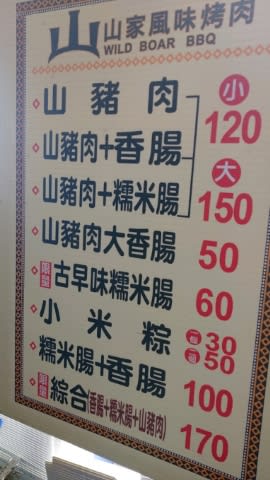 山 山家風味烤肉
WILD BOAR BBQ
山豬肉 小
山豬肉+香腸 120
山豬肉+糯米腸 大 150
山豬肉大香腸 50
古早味糯米腸 60
小米粽 30 50
糯米腸+香腸 100
綜合(香腸+糯米腸+山豬肉) 170